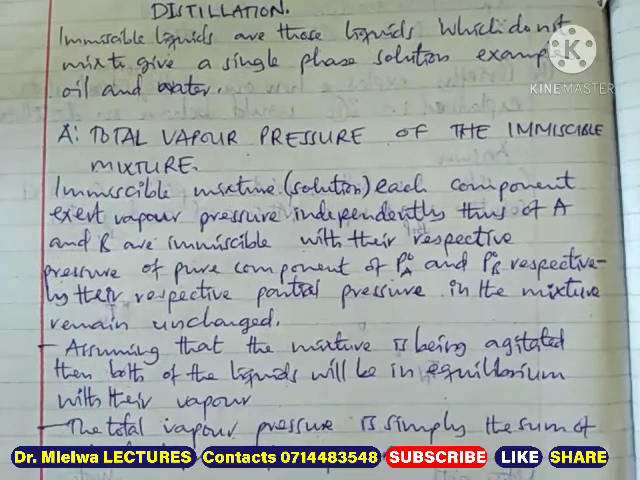 DISTILLATION.
Immiscible liquids are those liquids which do not
mix to give a single phase solution example
oil and water.
A: TOTAL VAPOUR PRESSURE OF THE IMMISCIBLE
MIXTURE.
Immiscible mixture (solution) each component
exert vapour pressure independently thus of A
and B are immiscible with their respective
pressure of pure component of P°A and P°B respective-
ly their respective partial pressure in the mixture
remain unchanged.
- Assuming that the mixture is being agitated
then both of the liquids will be in equilibrium
with their vapour
- The total vapour pressure is simply the sum of
KINEMASTER
Dr. Mlelwa LECTURES Contacts 0714483548 SUBSCRIBE LIKE SHARE